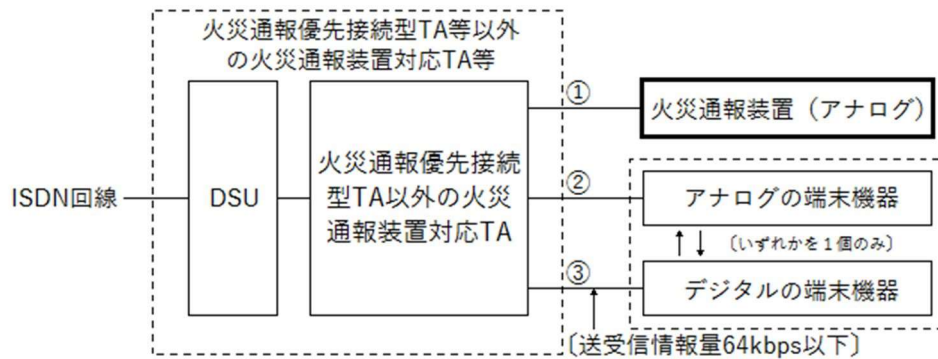 火災通報優先接続型TA等以外
の火災通報装置対応TA等
ISDN回線
DSU
火災通報優先接続
型TA以外の火災
通報装置対応TA
①
火災通報装置（アナログ）
②
アナログの端末機器
〔いずれかを１個のみ〕
③
デジタルの端末機器
〔送受信情報量64kbps以下〕